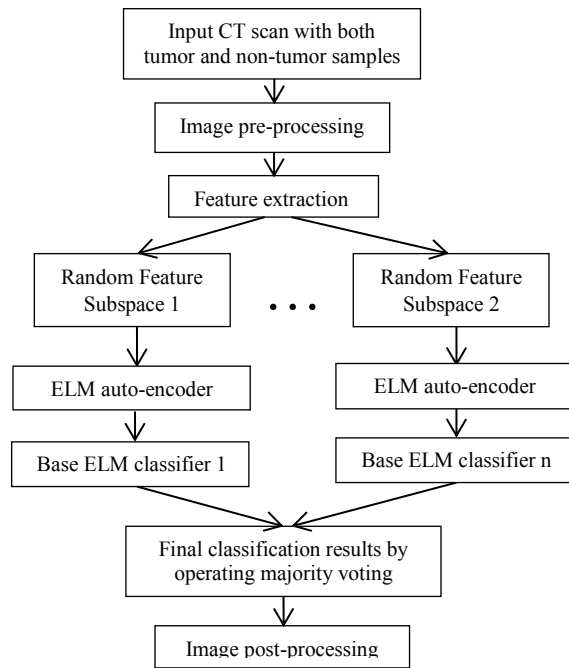 Input CT scan with both
tumor and non-tumor samples
Image pre-processing
Feature extraction
Random Feature
Subspace 1
. . .
Random Feature
Subspace 2
ELM auto-encoder
ELM auto-encoder
Base ELM classifier 1
Base ELM classifier n
Final classification results by
operating majority voting
Image post-processing